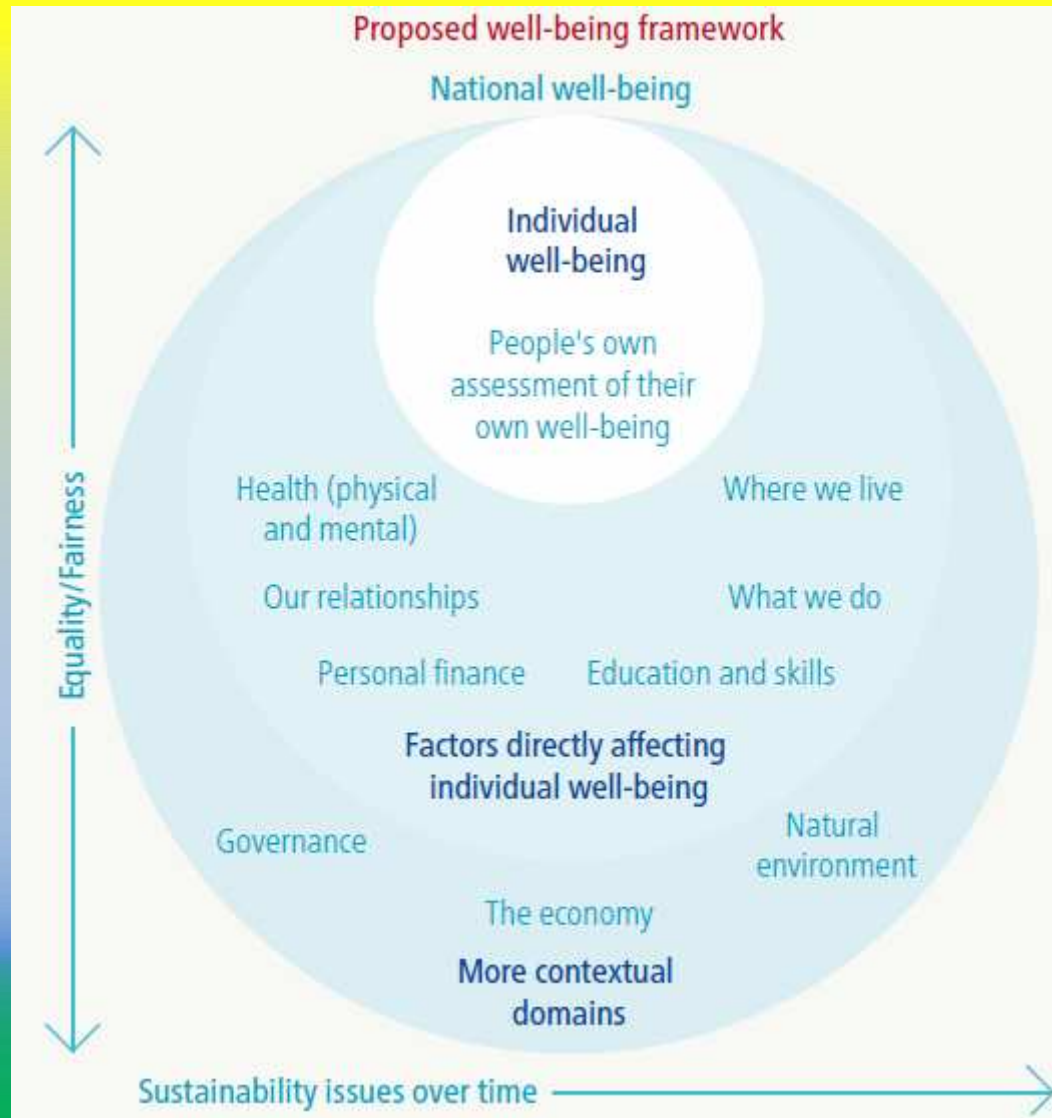 Proposed well-being framework
National well-being
Individual
well-being
People's own
assessment of their
own well-being
Health (physical
and mental)
Where we live
Our relationships
What we do
Personal finance
Education and skills
Factors directly affecting
individual well-being
Governance
Natural
environment
The economy
More contextual
domains
Equality/Fairness
Sustainability issues over time